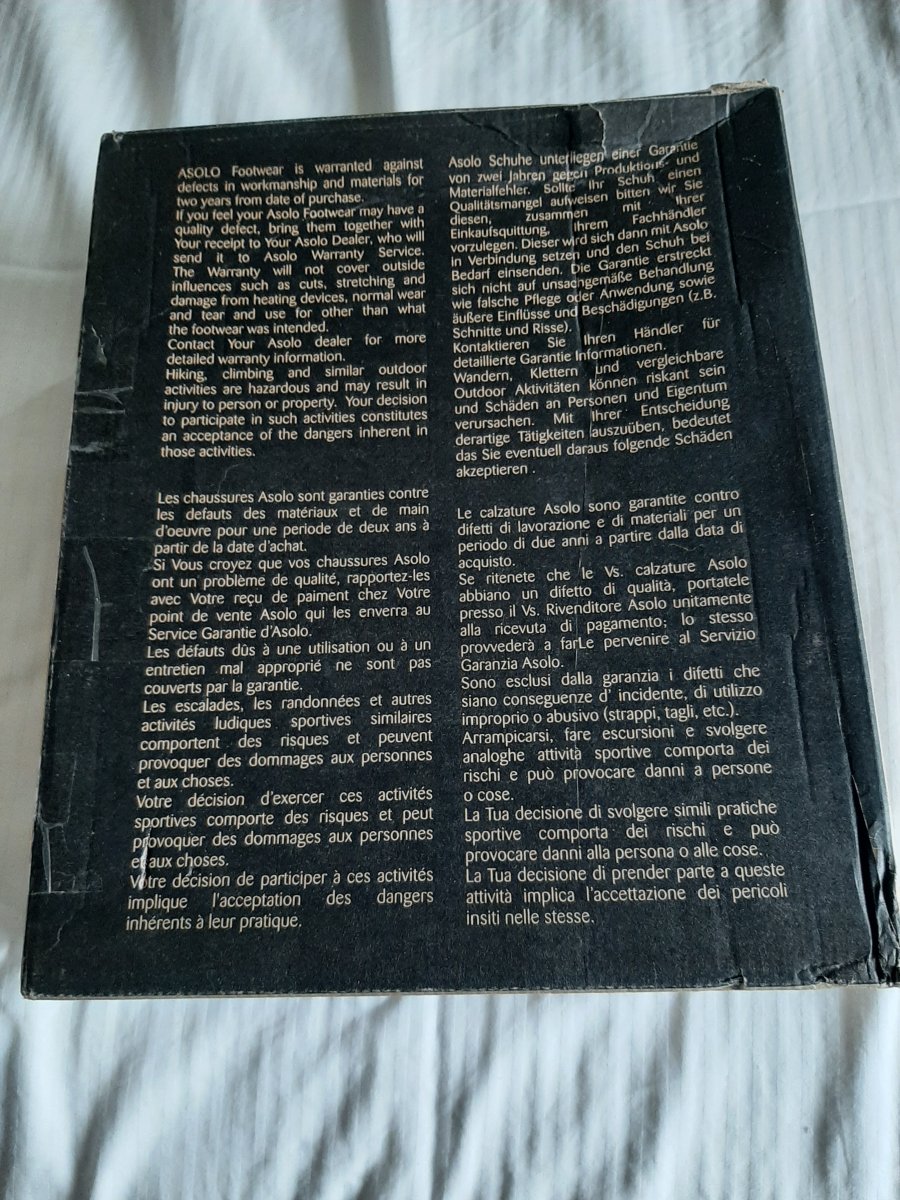 ASOLO Footwear is warranted against
defects in workmanship and materials for
two years from date of purchase.
If you feel your Asolo Footwear may have a
quality defect, bring them together with
Your receipt to Your Asolo Dealer, who will
send it to Asolo Warranty Service.
The Warranty will not cover outside
influences such as cuts, stretching and
damage from heating devices, normal wear
and tear and use for other than what
the footwear was intended.
Contact Your Asolo dealer for more
detailed warranty information.
Hiking, climbing and similar outdoor
activities are hazardous and may result in
injury to person or property. Your decision
to participate in such activities constitutes
an acceptance of the dangers inherent in
those activities.
Asolo Schuhe unterliegen einer Garantie
von zwei Jahren gegen Produktions- und
Materialfehler. Sollte Ihr Schuh einen
Qualitätsmangel aufweisen bitten wir Sie
diesen, zusammen mit Ihrer
Einkaufsquittung, Ihrem Fachhändler
vorzulegen. Dieser wird sich dann mit Asolo
in Verbindung setzen und den Schuh bei
Bedarf einsenden. Die Garantie erstreckt
sich nicht auf unsachgemäße Behandlung
wie falsche Pflege oder Anwendung sowie
äußere Einflüsse und Beschädigungen (z.B.
Schnitte und Risse).
Kontaktieren Sie Ihren Händler für
detaillierte Garantie Informationen.
Wandern, Klettern und vergleichbare
Outdoor Aktivitäten können riskant sein
und Schäden an Personen und Eigentum
verursachen. Mit Ihrer Entscheidung
derartige Tätigkeiten auszuüben, bedeutet
das Sie eventuell daraus folgende Schäden
akzeptieren .
Les chaussures Asolo sont garanties contre
les defauts des matériaux et de main
d'oeuvre pour une periode de deux ans à
partir de la date d'achat.
Si Vous croyez que vos chaussures Asolo
ont un problème de qualité, rapportez-les
avec Votre reçu de paiment chez Votre
point de vente Asolo qui les enverra au
Service Garantie d'Asolo.
Les défauts dûs à une utilisation ou à un
entretien mal approprié ne sont pas
couverts par la garantie.
Les escalades, les randonnées et autres
activités ludiques sportives similaires
comportent des risques et peuvent
provoquer des dommages aux personnes
et aux choses.
Votre décision d'exercer ces activités
sportives comporte des risques et peut
provoquer des dommages aux personnes
et aux choses.
Votre décision de participer à ces activités
implique l'acceptation des dangers
inhérents à leur pratique.
Le calzature Asolo sono garantite contro
difetti di lavorazione e di materiali per un
periodo di due anni a partire dalla data di
acquisto.
Se ritenete che le Vs. calzature Asolo
abbiano un difetto di qualità, portatele
presso il Vs. Rivenditore Asolo unitamente
alla ricevuta di pagamento; lo stesso
provvederà a farLe pervenire al Servizio
Garanzia Asolo.
Sono esclusi dalla garanzia i difetti che
siano conseguenze d' incidente, di utilizzo
improprio o abusivo (strappi, tagli, etc.).
Arrampicarsi, fare escursioni e svolgere
analoghe attività sportive comporta dei
rischi e può provocare danni a persone
o cose.
La Tua decisione di svolgere simili pratiche
sportive comporta dei rischi e può
provocare danni alla persona o alle cose.
La Tua decisione di prender parte a queste
attività implica l'accettazione dei pericoli
insiti nelle stesse.